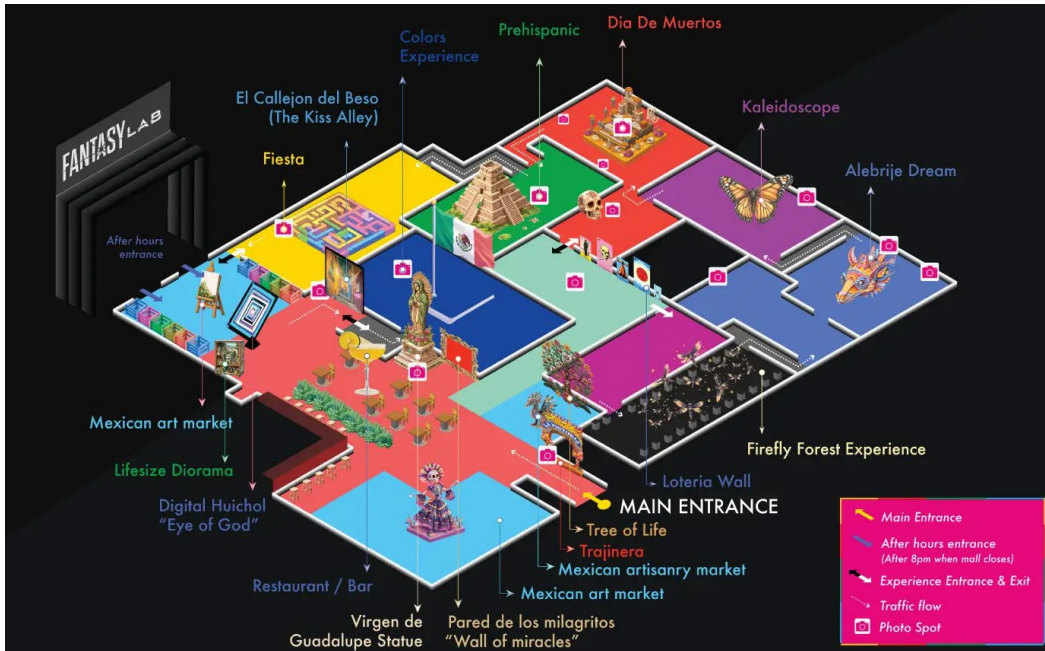 Dia De Muertos
Prehispanic
Colors
Experience
El Callejon del Beso
(The Kiss Alley)
Kaleidoscope
FANTASY LAB
Fiesta
Alebrije Dream
After hours
entrance
Mexican art market
Lifesize Diorama
Digital Huichol
“Eye of God”
Firefly Forest Experience
Loteria Wall
MAIN ENTRANCE
Tree of Life
Trajinera
Mexican artisanry market
Restaurant / Bar
Mexican art market
Virgen de
Guadalupe Statue
Pared de los milagritos
“Wall of miracles”
Main Entrance
After hours entrance
(After 8pm when mall closes)
Experience Entrance & Exit
Traffic flow
Photo Spot